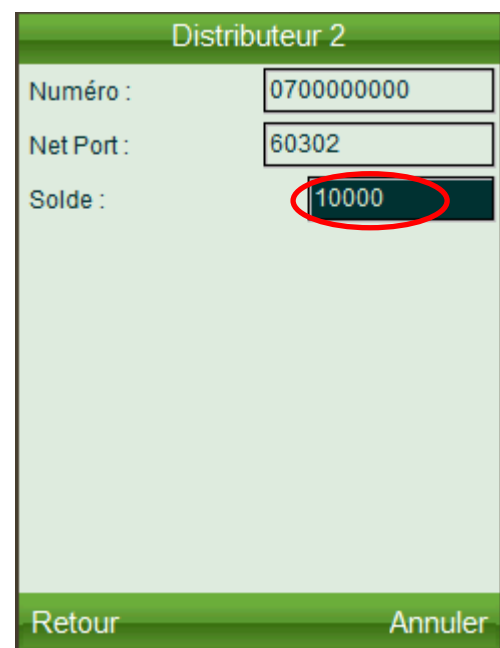 Distributeur 2
Numéro : 0700000000
Net Port : 60302
Solde : 10000
Retour Annuler